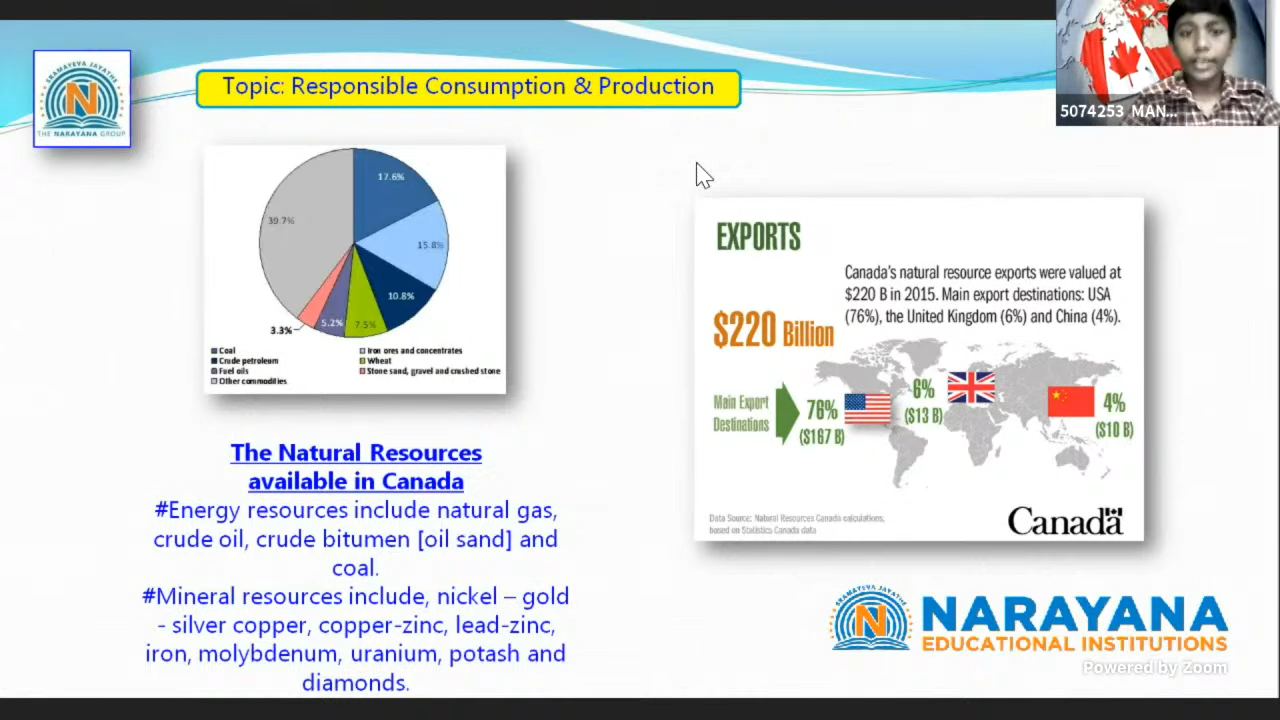 Topic: Responsible Consumption & Production
5074253 MAN...
SRAMAYEVA JAYATHE
N
THE NARAYANA GROUP
17.6%
39.7%
15.8%
10.8%
7.5%
5.2%
3.3%
Coal
Iron ores and concentrates
Crude petroleum
Wheat
Fuel oils
Stone sand, gravel and crushed stone
Other commodities
EXPORTS
Canada's natural resource exports were valued at
$220 B in 2015. Main export destinations: USA
(76%), the United Kingdom (6%) and China (4%).
$220 Billion
Main Export
Destinations
76%
($167 B)
6%
($13 B)
4%
($10 B)
Data Source: Natural Resources Canada calculations,
based on Statistics Canada data
Canada
The Natural Resources
available in Canada
#Energy resources include natural gas,
crude oil, crude bitumen [oil sand] and
coal.
#Mineral resources include, nickel – gold
- silver copper, copper-zinc, lead-zinc,
iron, molybdenum, uranium, potash and
diamonds.
SRAMAYEVA JAYATHE
N
NARAYANA
EDUCATIONAL INSTITUTIONS
Powered by Zoom